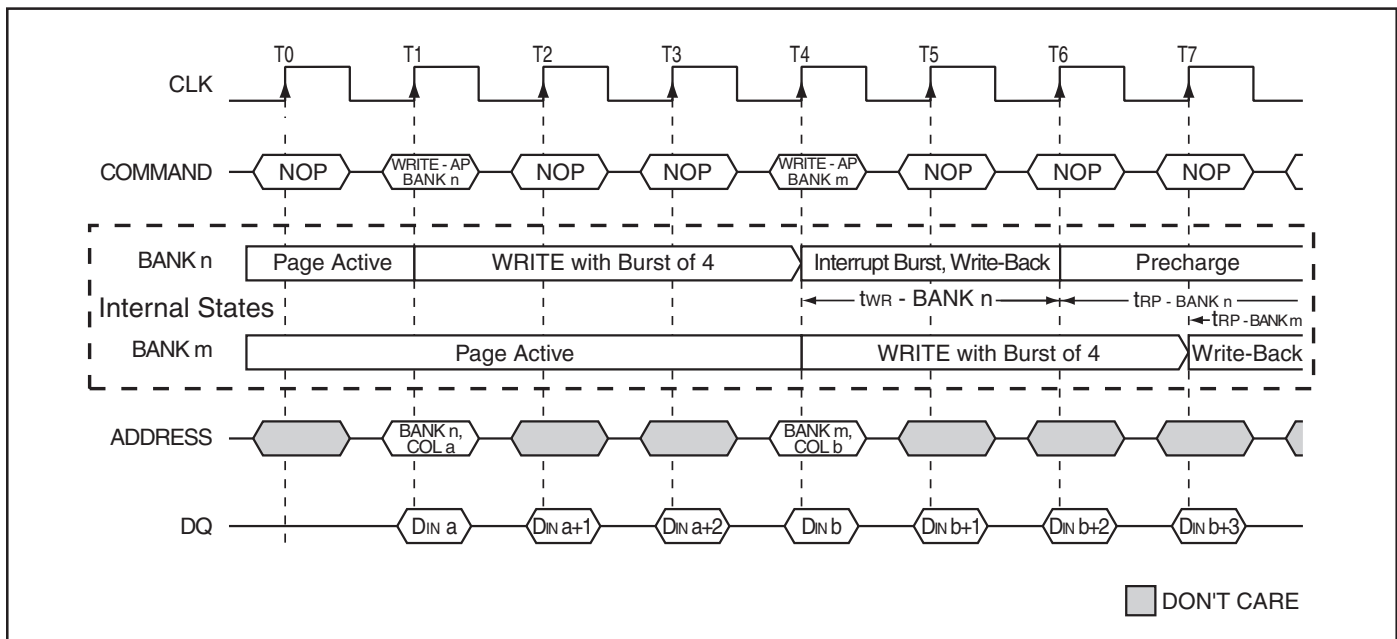 T0 T1 T2 T3 T4 T5 T6 T7
CLK
COMMAND NOP WRITE - AP BANK n NOP NOP WRITE - AP BANK m NOP NOP NOP
BANK n Page Active WRITE with Burst of 4 Interrupt Burst, Write-Back Precharge
Internal States tWR - BANK n tRP - BANK n
tRP - BANK m
BANK m Page Active WRITE with Burst of 4 Write-Back
ADDRESS BANK n, COL a BANK m, COL b
DQ DIN a DIN a+1 DIN a+2 DIN b DIN b+1 DIN b+2 DIN b+3
DON'T CARE